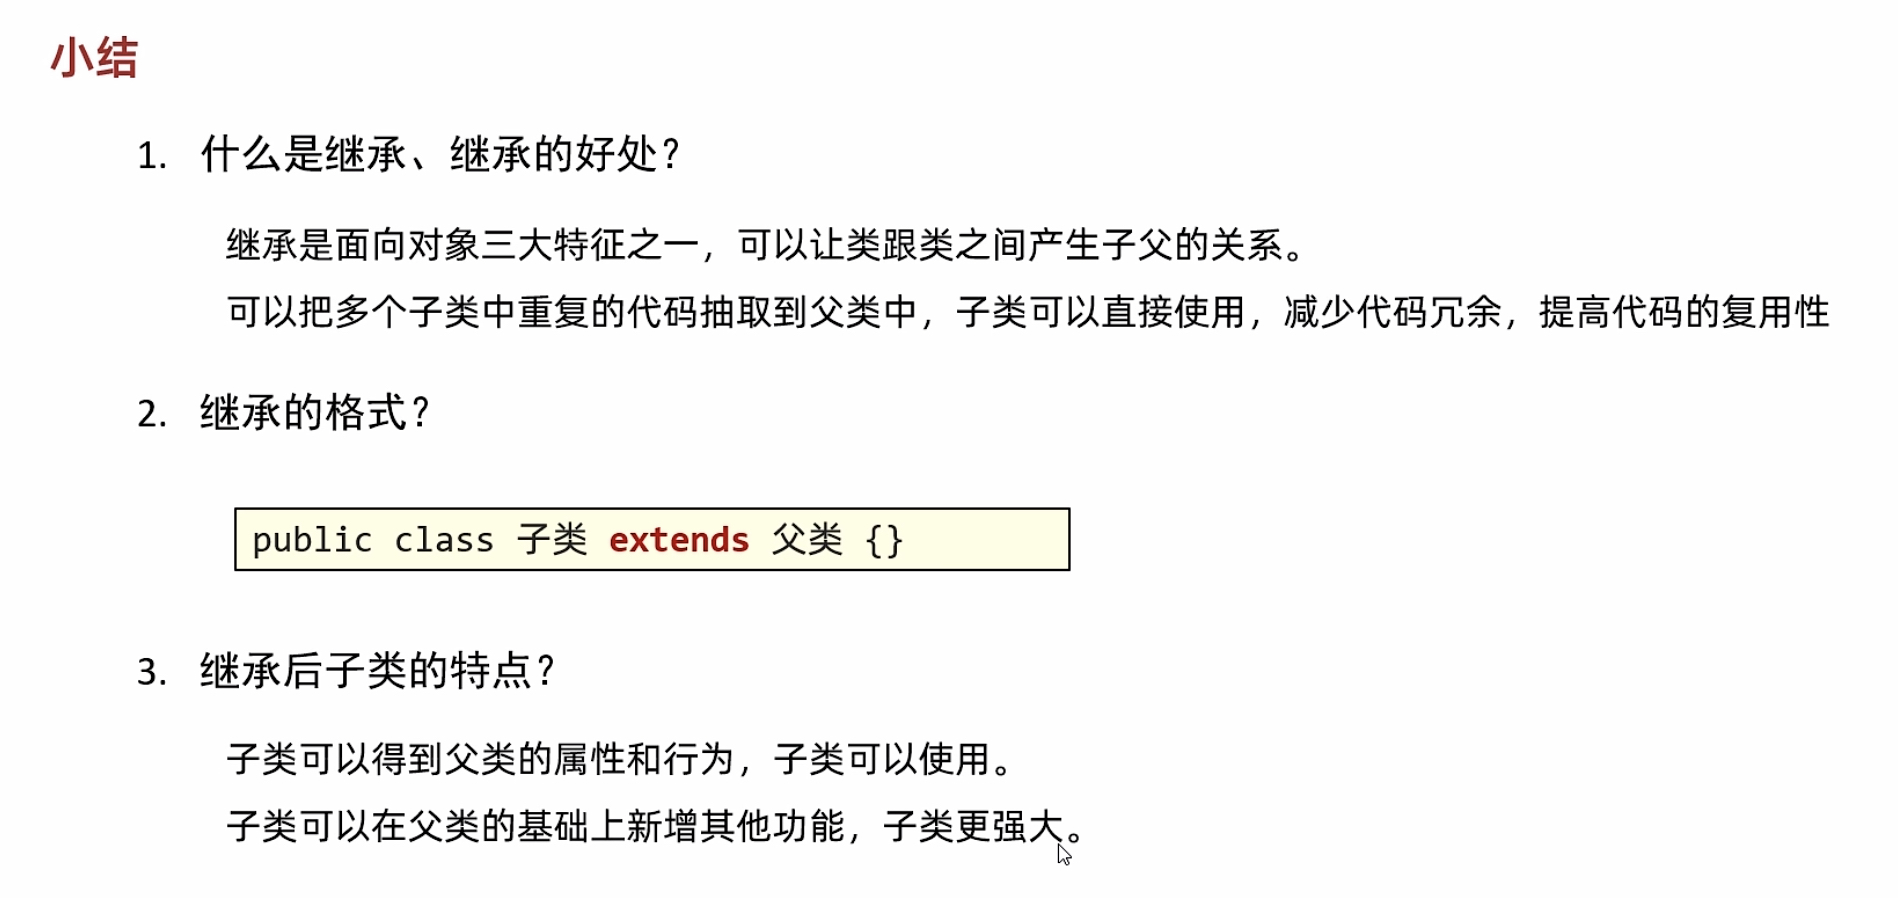 小结
1. 什么是继承、继承的好处?
继承是面向对象三大特征之一，可以让类跟类之间产生子父的关系。
可以把多个子类中重复的代码抽取到父类中，子类可以直接使用，减少代码冗余，提高代码的复用性
2. 继承的格式?
public class 子类 extends 父类 {}
3. 继承后子类的特点?
子类可以得到父类的属性和行为，子类可以使用。
子类可以在父类的基础上新增其他功能，子类更强大。